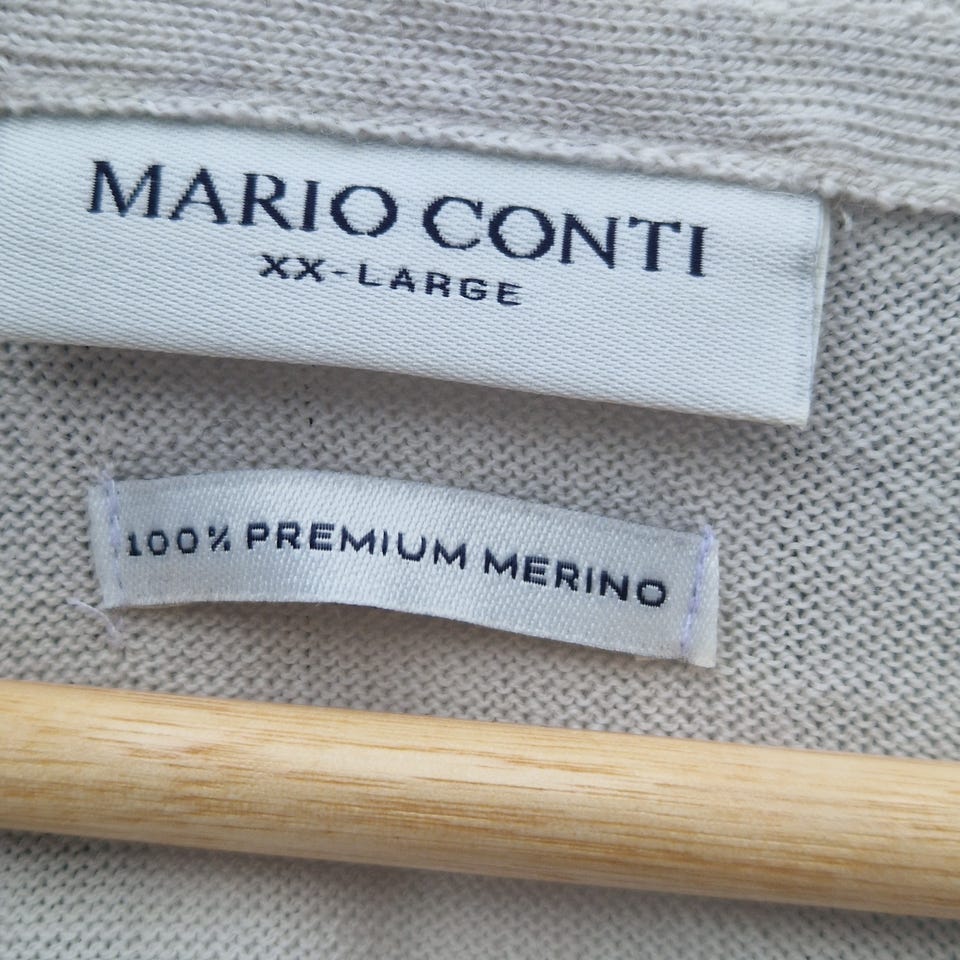 MARIO CONTI
XX-LARGE
100% PREMIUM MERINO